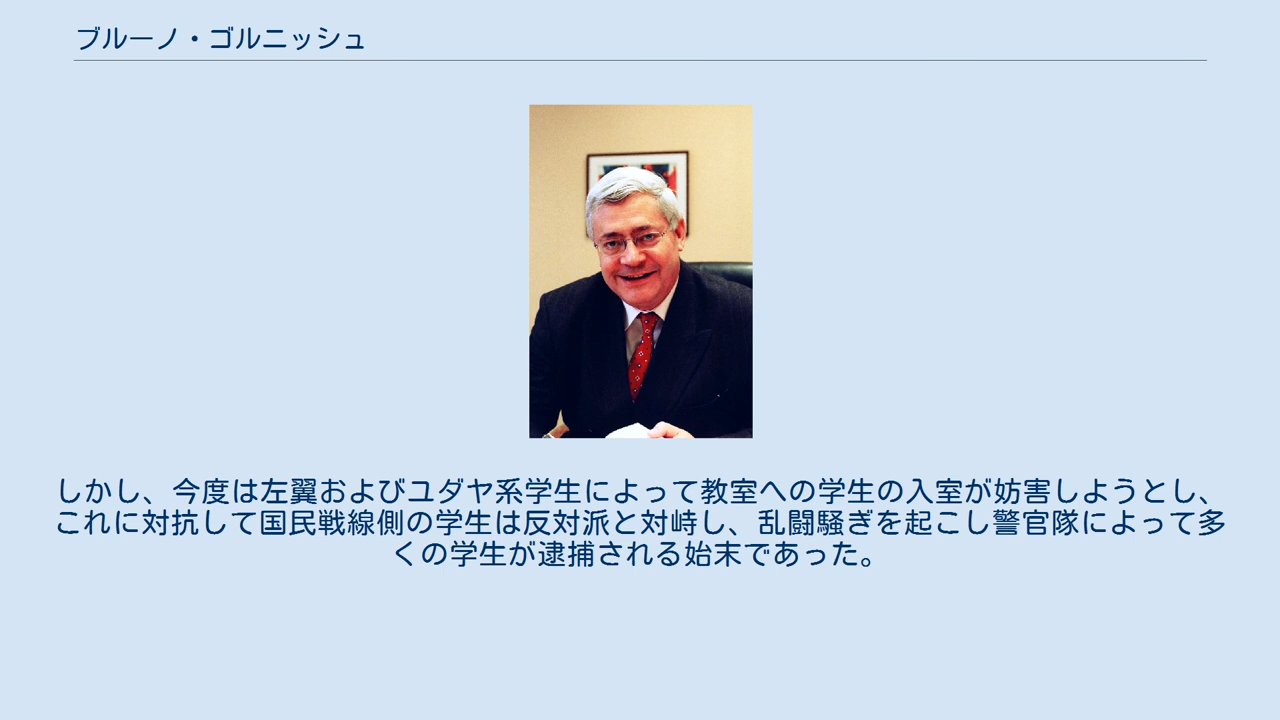 ブルーノ・ゴルニッシュ
しかし、今度は左翼およびユダヤ系学生によって教室への学生の入室が妨害しようとし、
これに対抗して国民戦線側の学生は反対派と対峙し、乱闘騒ぎを起こし警官隊によって多
くの学生が逮捕される始末であった。